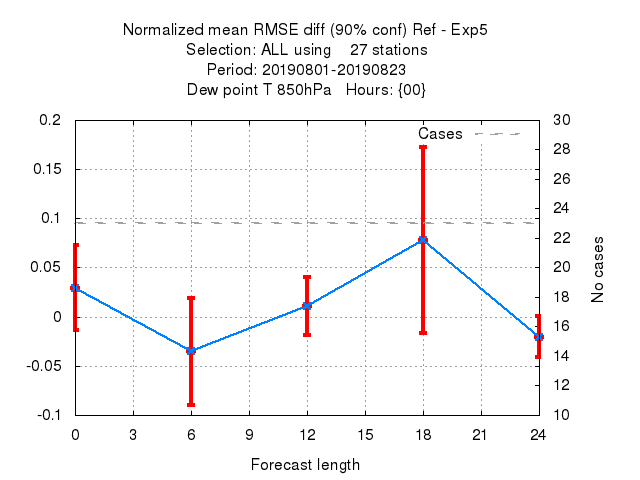 Normalized mean RMSE diff (90% conf) Ref - Exp5
Selection: ALL using    27 stations
Period: 20190801-20190823
Dew point T 850hPa   Hours: {00}
Cases
0.2
0.15
0.1
0.05
0
-0.05
-0.1
30
28
26
24
22
20
18
16
14
12
10
No cases
0 3 6 9 12 15 18 21 24
Forecast length